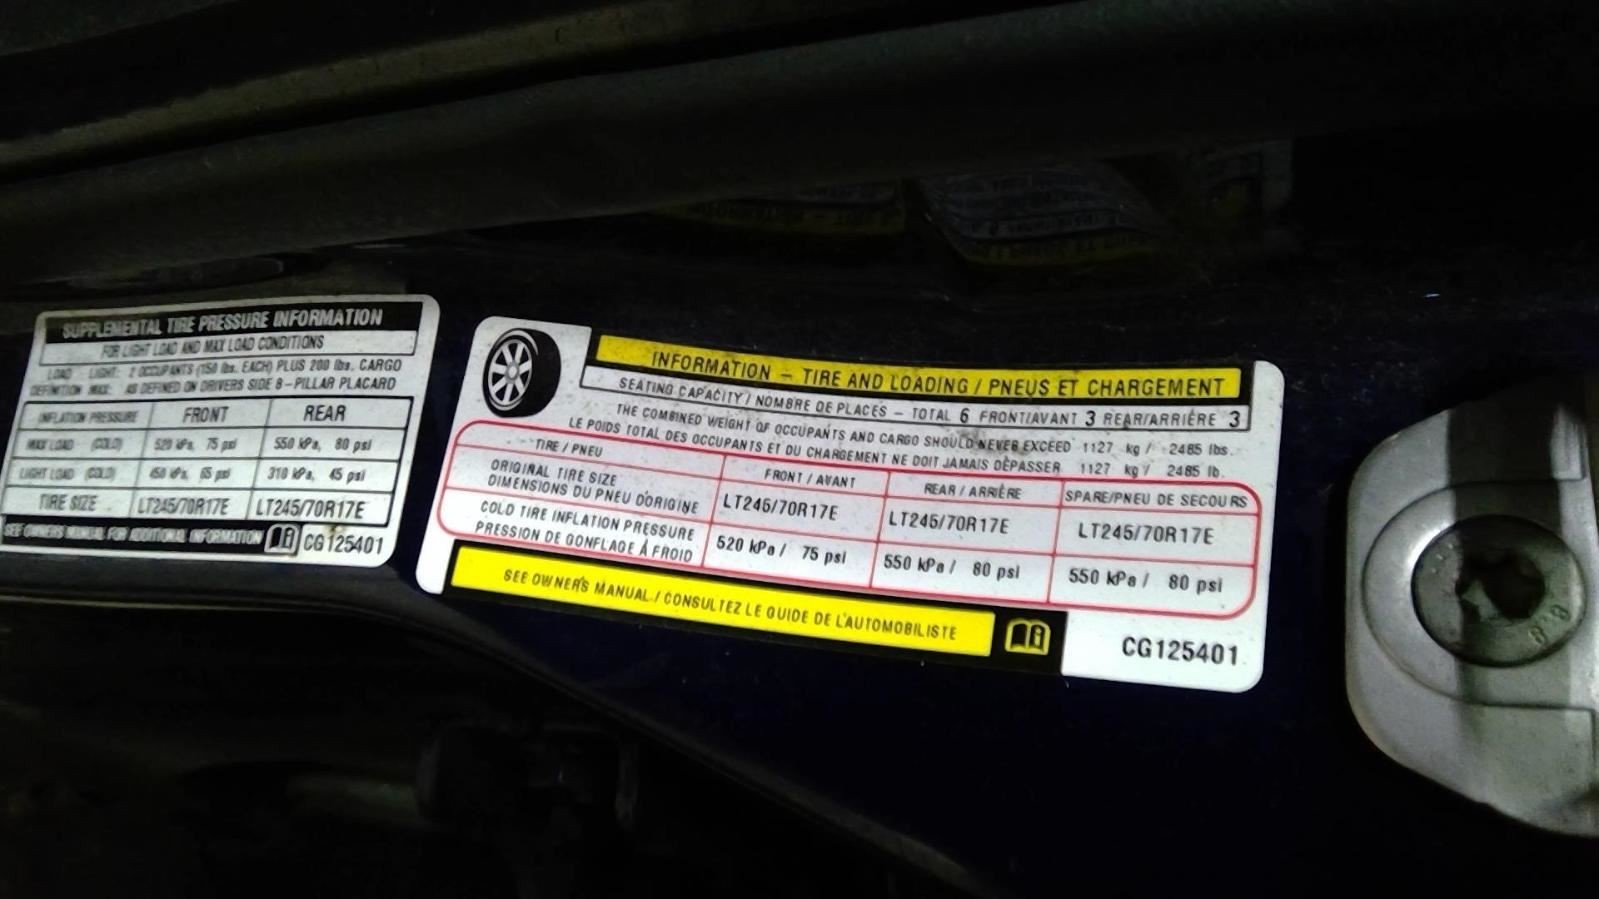 SUPPLEMENTAL TIRE PRESSURE INFORMATION
FOR LIGHT LOAD AND MAX LOAD CONDITIONS
LOAD LIGHT: 2 OCCUPANTS (150 lbs. EACH) PLUS 200 lbs. CARGO
DEFINITION MAX: AS DEFINED ON DRIVERS SIDE B-PILLAR PLACARD
INFLATION PRESSURE FRONT REAR
MAX LOAD (COLD) 520 kPa, 75 psi 550 kPa, 80 psi
LIGHT LOAD (COLD) 450 kPa, 65 psi 310 kPa, 45 psi
TIRE SIZE LT245/70R17E LT245/70R17E
SEE OWNERS MANUAL FOR ADDITIONAL INFORMATION CG125401
INFORMATION – TIRE AND LOADING / PNEUS ET CHARGEMENT
SEATING CAPACITY / NOMBRE DE PLACES – TOTAL 6 FRONT/AVANT 3 REAR/ARRIÈRE 3
THE COMBINED WEIGHT OF OCCUPANTS AND CARGO SHOULD NEVER EXCEED 1127 kg / 2485 lbs.
LE POIDS TOTAL DES OCCUPANTS ET DU CHARGEMENT NE DOIT JAMAIS DÉPASSER 1127 kg / 2485 lb.
TIRE / PNEU FRONT / AVANT REAR / ARRIÈRE SPARE/PNEU DE SECOURS
ORIGINAL TIRE SIZE
DIMENSIONS DU PNEU D'ORIGINE LT245/70R17E LT245/70R17E LT245/70R17E
COLD TIRE INFLATION PRESSURE
PRESSION DE GONFLAGE À FROID 520 kPa / 75 psi 550 kPa / 80 psi 550 kPa / 80 psi
SEE OWNERS MANUAL / CONSULTEZ LE GUIDE DE L'AUTOMOBILISTE
CG125401
8.8